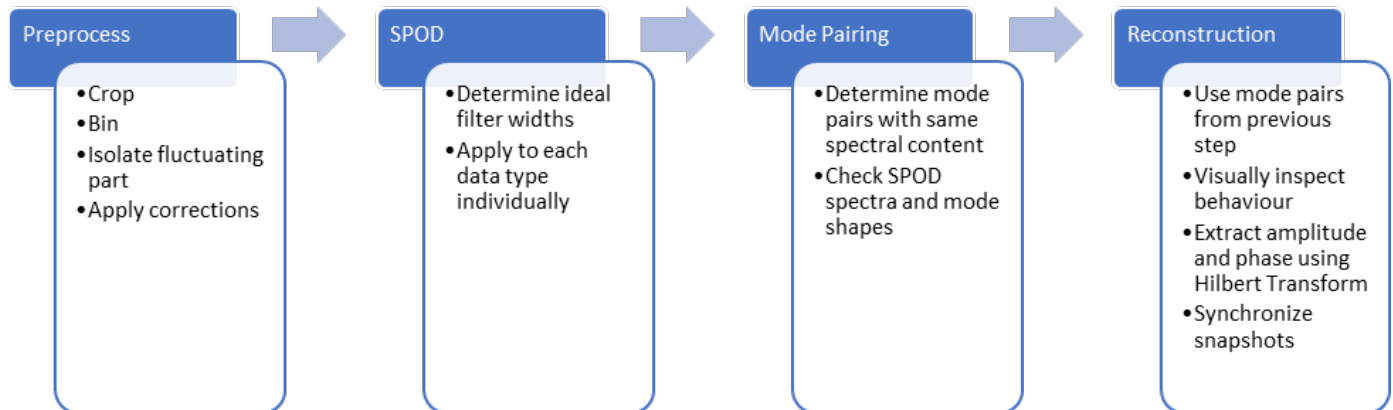 Preprocess
•Crop
•Bin
•Isolate fluctuating
part
•Apply corrections
SPOD
•Determine ideal
filter widths
•Apply to each
data type
individually
Mode Pairing
•Determine mode
pairs with same
spectral content
•Check SPOD
spectra and mode
shapes
Reconstruction
•Use mode pairs
from previous
step
•Visually inspect
behaviour
•Extract amplitude
and phase using
Hilbert Transform
•Synchronize
snapshots